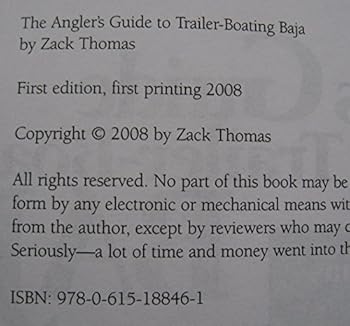 The Angler's Guide to Trailer-Boating Baja
by Zack Thomas
First edition, first printing 2008
Copyright © 2008 by Zack Thomas
All rights reserved. No part of this book may be
form by any electronic or mechanical means wit
from the author, except by reviewers who may
Seriously—a lot of time and money went into
ISBN: 978-0-615-18846-1